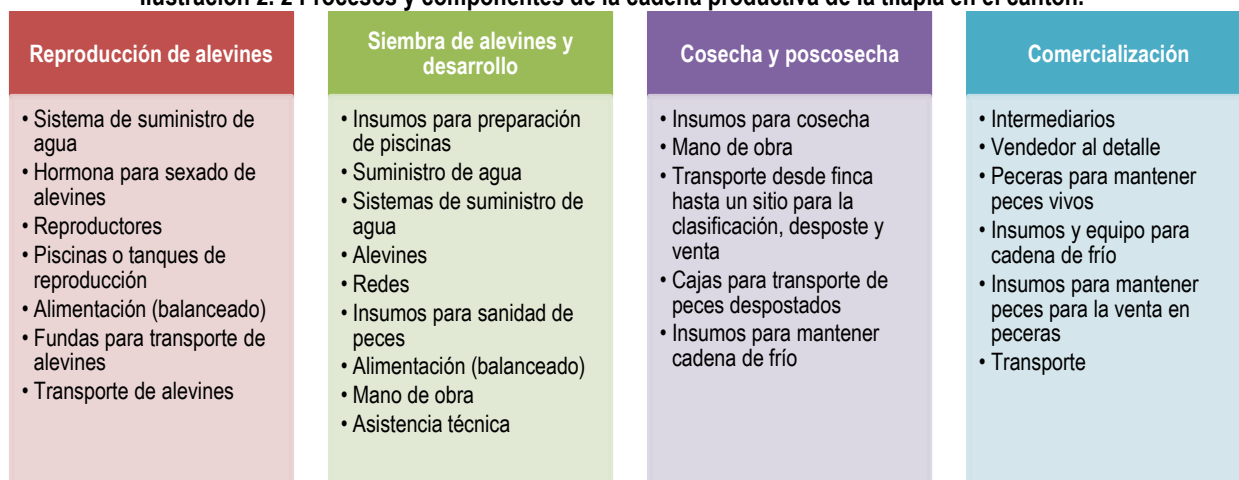 Ilustración 2. 2 Procesos y componentes de la cadena productiva de la tilapia en el cantón.
Reproducción de alevines
• Sistema de suministro de
agua
• Hormona para sexado de
alevines
• Reproductores
• Piscinas o tanques de
reproducción
• Alimentación (balanceado)
• Fundas para transporte de
alevines
• Transporte de alevines
Siembra de alevines y
desarrollo
• Insumos para preparación
de piscinas
• Suministro de agua
• Sistemas de suministro de
agua
• Alevines
• Redes
• Insumos para sanidad de
peces
• Alimentación (balanceado)
• Mano de obra
• Asistencia técnica
Cosecha y poscosecha
• Insumos para cosecha
• Mano de obra
• Transporte desde finca
hasta un sitio para la
clasificación, desposte y
venta
• Cajas para transporte de
peces despostados
• Insumos para mantener
cadena de frío
Comercialización
• Intermediarios
• Vendedor al detalle
• Peceras para mantener
peces vivos
• Insumos y equipo para
cadena de frío
• Insumos para mantener
peces para la venta en
peceras
• Transporte